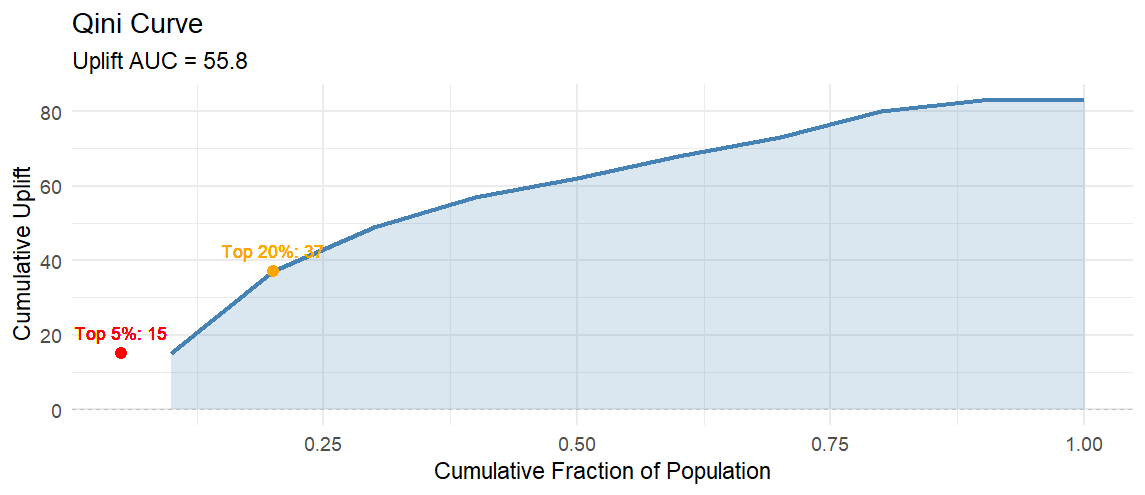 Qini Curve
Uplift AUC = 55.8
Cumulative Uplift
80
60
40
20
0
Top 20%: 37
Top 5%: 15
0.25
0.50
0.75
1.00
Cumulative Fraction of Population